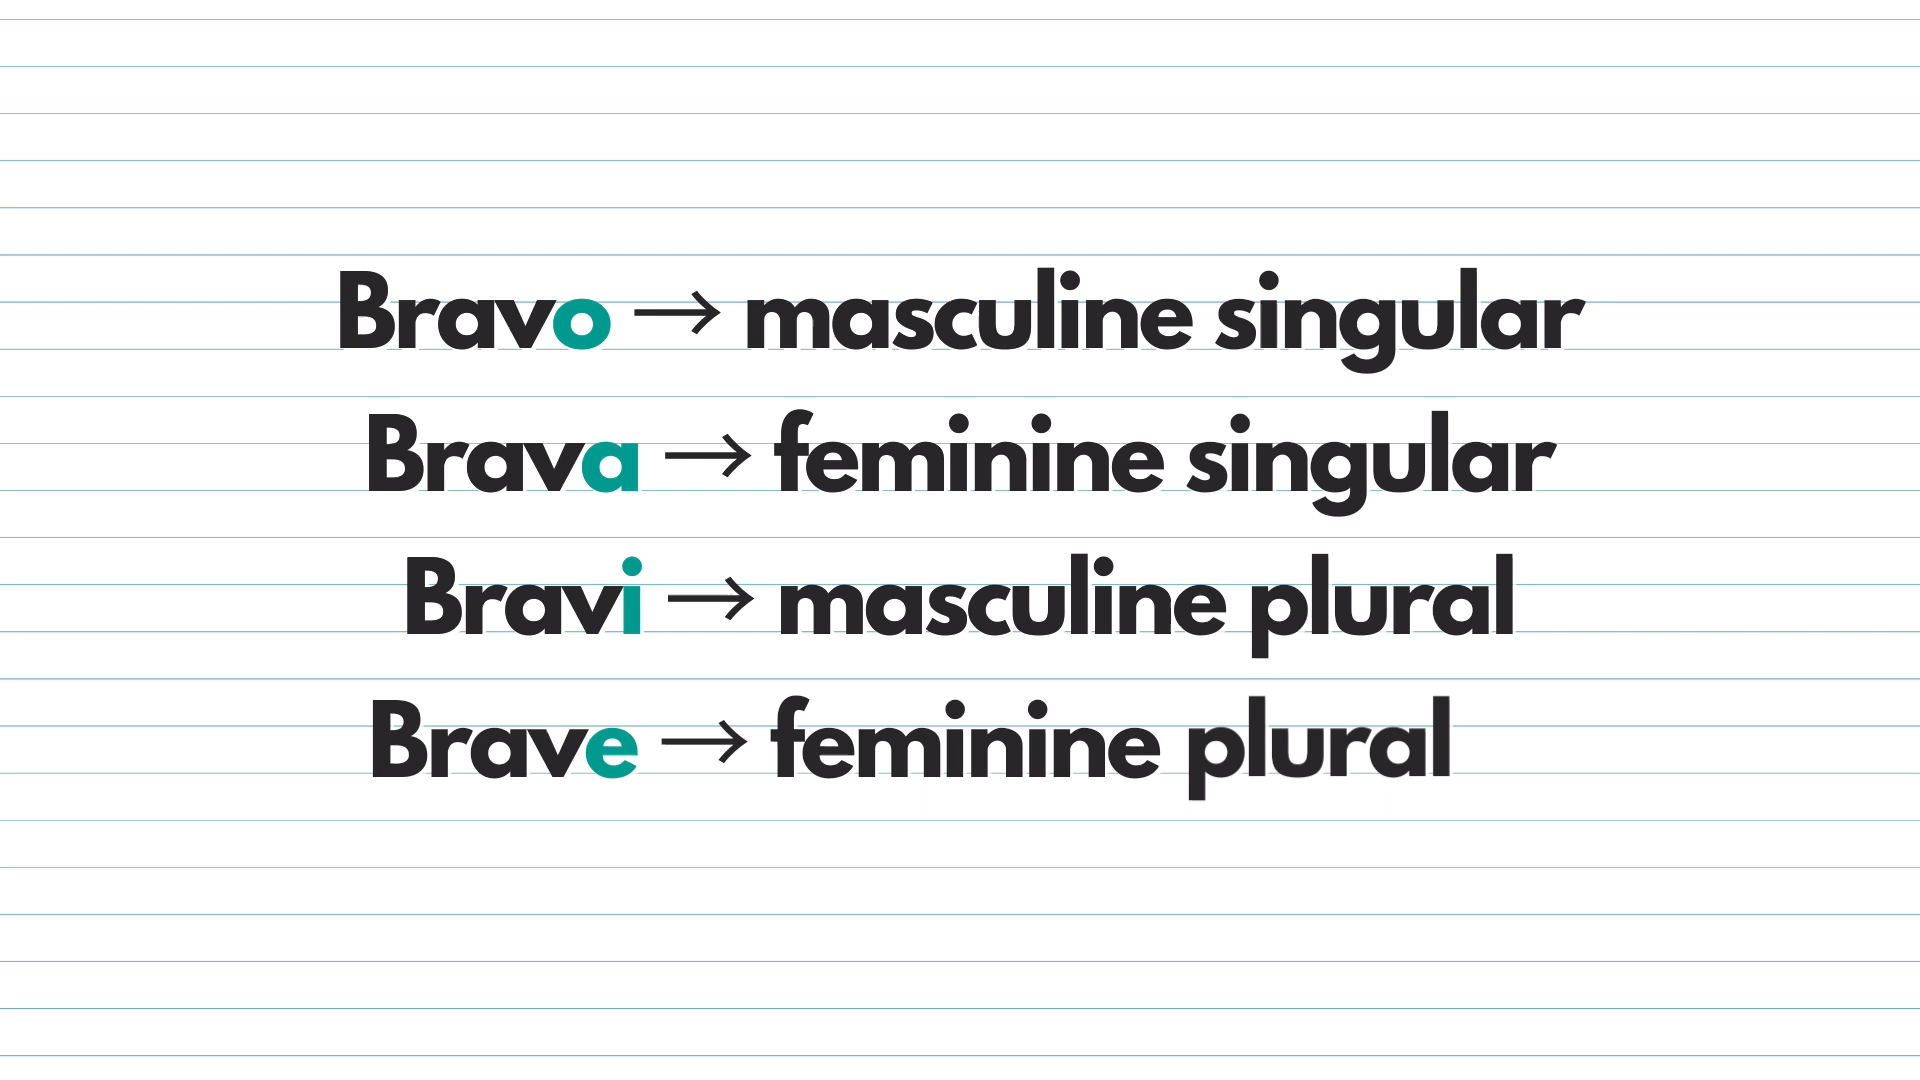 Bravo → masculine singular
Brava → feminine singular
Bravi → masculine plural
Brave → feminine plural